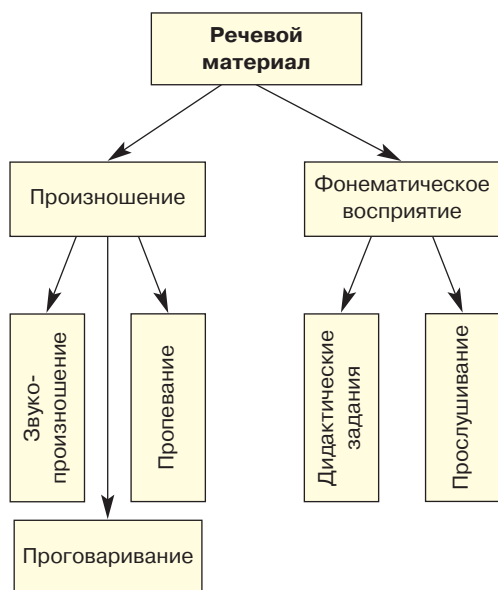 Речевой
материал
Произношение
Фонематическое
восприятие
Звуко-
произношение
Пропевание
Дидактические
задания
Прослушивание
Проговаривание